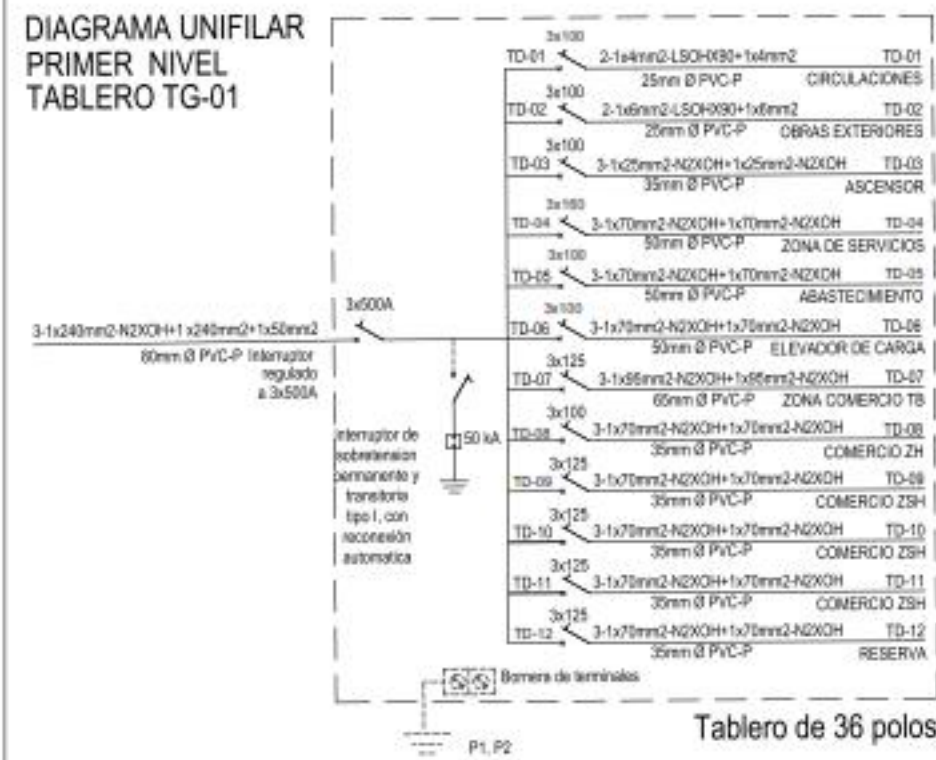 DIAGRAMA UNIFILAR
PRIMER NIVEL
TABLERO TG-01
3x100
TD-01 2-1x4mm2-LSOHX90+1x4mm2 TD-01
25mm Ø PVC-P CIRCULACIONES
3x100
TD-02 2-1x6mm2-LSOHX90+1x6mm2 TD-02
25mm Ø PVC-P OBRAS EXTERIORES
3x100
TD-03 3-1x25mm2-N2XOH+1x25mm2-N2XOH TD-03
35mm Ø PVC-P ASCENSOR
3x160
TD-04 3-1x70mm2-N2XOH+1x70mm2-N2XOH TD-04
50mm Ø PVC-P ZONA DE SERVICIOS
3x100
TD-05 3-1x70mm2-N2XOH+1x70mm2-N2XOH TD-05
50mm Ø PVC-P ABASTECIMIENTO
3x500A
3x100
3-1x240mm2-N2XOH+1x240mm2+1x50mm2
TD-06 3-1x70mm2-N2XOH+1x70mm2-N2XOH TD-06
50mm Ø PVC-P ELEVADOR DE CARGA
80mm Ø PVC-P Interruptor
regulado
a 3x500A
3x125
TD-07 3-1x95mm2-N2XOH+1x95mm2-N2XOH TD-07
65mm Ø PVC-P ZONA COMERCIO TB
3x100
TD-08 3-1x70mm2-N2XOH+1x70mm2-N2XOH TD-08
35mm Ø PVC-P COMERCIO ZH
Interruptor de
sobretension
permanente y
transitoria
tipo I, con
reconexión
automatica
50 kA
3x125
TD-09 3-1x70mm2-N2XOH+1x70mm2-N2XOH TD-09
35mm Ø PVC-P COMERCIO ZSH
3x125
TD-10 3-1x70mm2-N2XOH+1x70mm2-N2XOH TD-10
35mm Ø PVC-P COMERCIO ZSH
3x125
TD-11 3-1x70mm2-N2XOH+1x70mm2-N2XOH TD-11
35mm Ø PVC-P COMERCIO ZSH
3x125
TD-12 3-1x70mm2-N2XOH+1x70mm2-N2XOH TD-12
35mm Ø PVC-P RESERVA
Bornera de terminales
P1, P2
Tablero de 36 polos